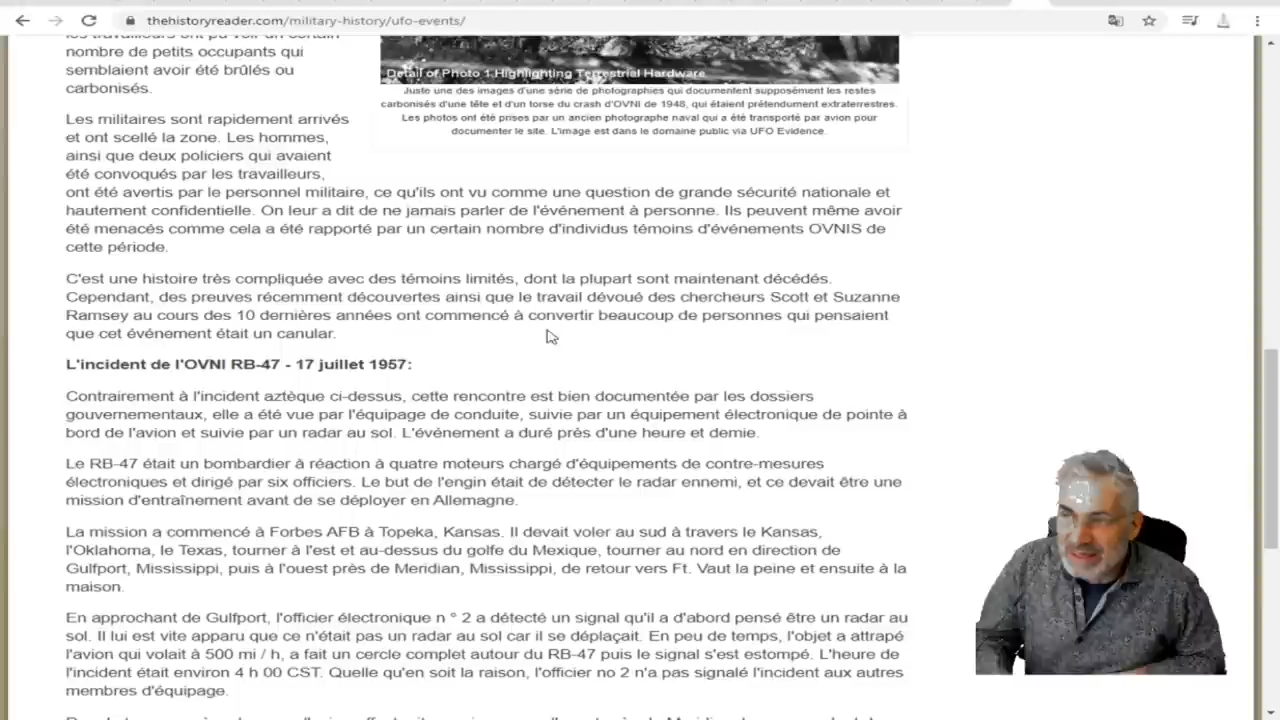 thehistoryreader.com/military-history/ufo-events/
les travailleurs ont pu voir un certain
nombre de petits occupants qui
semblaient avoir été brûlés ou
carbonisés.
Detail of Photo 1 Highlighting Terrestrial Hardware
Juste une des images d'une série de photographies qui documentent supposément les restes
carbonisés d'une tête et d'un torse du crash d'OVNI de 1948, qui étaient prétendument extraterrestres.
Les photos ont été prises par un ancien photographe naval qui a été transporté par avion pour
documenter le site. L'image est dans le domaine public via UFO Evidence.
Les militaires sont rapidement arrivés
et ont scellé la zone. Les hommes,
ainsi que deux policiers qui avaient
été convoqués par les travailleurs,
ont été avertis par le personnel militaire, ce qu'ils ont vu comme une question de grande sécurité nationale et
hautement confidentielle. On leur a dit de ne jamais parler de l'événement à personne. Ils peuvent même avoir
été menacés comme cela a été rapporté par un certain nombre d'individus témoins d'événements OVNIS de
cette période.
C'est une histoire très compliquée avec des témoins limités, dont la plupart sont maintenant décédés.
Cependant, des preuves récemment découvertes ainsi que le travail dévoué des chercheurs Scott et Suzanne
Ramsey au cours des 10 dernières années ont commencé à convertir beaucoup de personnes qui pensaient
que cet événement était un canular.
L'incident de l'OVNI RB-47 - 17 juillet 1957:
Contrairement à l'incident aztèque ci-dessus, cette rencontre est bien documentée par les dossiers
gouvernementaux, elle a été vue par l'équipage de conduite, suivie par un équipement électronique de pointe à
bord de l'avion et suivie par un radar au sol. L'événement a duré près d'une heure et demie.
Le RB-47 était un bombardier à réaction à quatre moteurs chargé d'équipements de contre-mesures
électroniques et dirigé par six officiers. Le but de l'engin était de détecter le radar ennemi, et ce devait être une
mission d'entraînement avant de se déployer en Allemagne.
La mission a commencé à Forbes AFB à Topeka, Kansas. Il devait voler au sud à travers le Kansas,
l'Oklahoma, le Texas, tourner à l'est et au-dessus du golfe du Mexique, tourner au nord en direction de
Gulfport, Mississippi, puis à l'ouest près de Meridian, Mississippi, de retour vers Ft. Vaut la peine et ensuite à la
maison.
En approchant de Gulfport, l'officier électronique n ° 2 a détecté un signal qu'il a d'abord pensé être un radar au
sol. Il lui est vite apparu que ce n'était pas un radar au sol car il se déplaçait. En peu de temps, l'objet a attrapé
l'avion qui volait à 500 mi / h, a fait un cercle complet autour du RB-47 puis le signal s'est estompé. L'heure de
l'incident était environ 4 h 00 CST. Quelle qu'en soit la raison, l'officier no 2 n'a pas signalé l'incident aux autres
membres d'équipage.